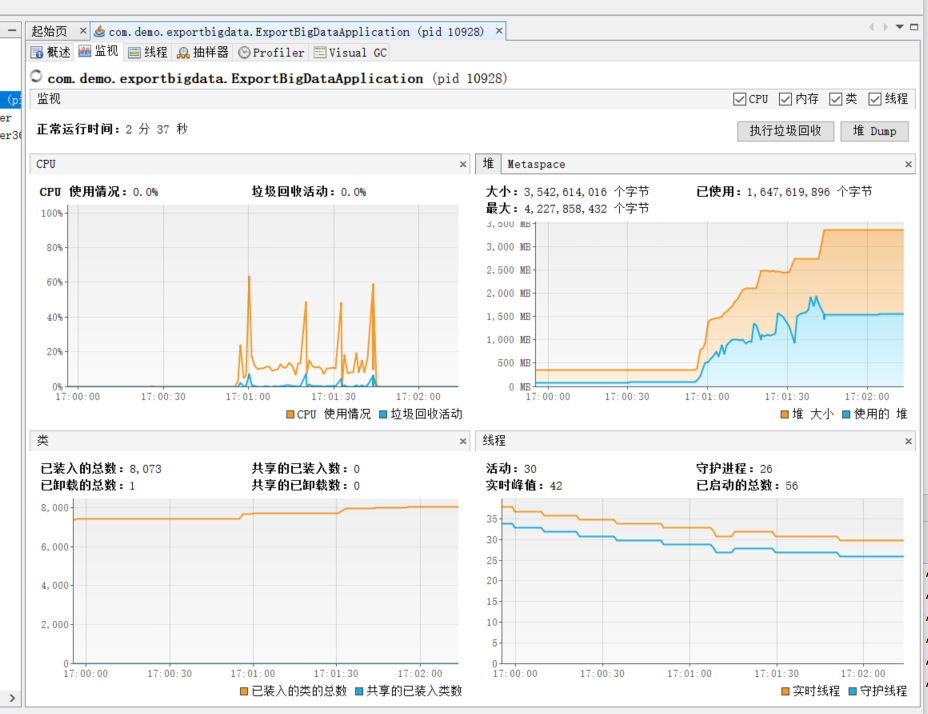 起始页 × com.demo.exportbigdata.ExportBigDataApplication (pid 10928) ×
概述 监视 线程 抽样器 Profiler Visual GC
com.demo.exportbigdata.ExportBigDataApplication (pid 10928)
(pi
er
er36
监视 CPU 内存 类 线程
正常运行时间: 2 分 37 秒 执行垃圾回收 堆 Dump
CPU ×
CPU 使用情况: 0.0% 垃圾回收活动: 0.0%
100%
80%
60%
40%
20%
0%
17:00:00 17:00:30 17:01:00 17:01:30 17:02:00
CPU 使用情况 垃圾回收活动
堆 Metaspace ×
大小: 3,542,614,016 个字节 已使用: 1,647,619,896 个字节
最大: 4,227,858,432 个字节
3,500 MB
3,000 MB
2,500 MB
2,000 MB
1,500 MB
1,000 MB
500 MB
0 MB
17:00:00 17:00:30 17:01:00 17:01:30 17:02:00
堆 大小 使用的 堆
类 ×
已装入的总数: 8,073 共享的已装入数: 0
已卸载的总数: 1 共享的已卸载数: 0
8,000
6,000
4,000
2,000
0
17:00:00 17:00:30 17:01:00 17:01:30 17:02:00
已装入的类的总数 共享的已装入类数
线程 ×
活动: 30 守护进程: 26
实时峰值: 42 已启动的总数: 56
35
30
25
20
15
10
5
0
17:00:00 17:00:30 17:01:00 17:01:30 17:02:00
实时线程 守护线程